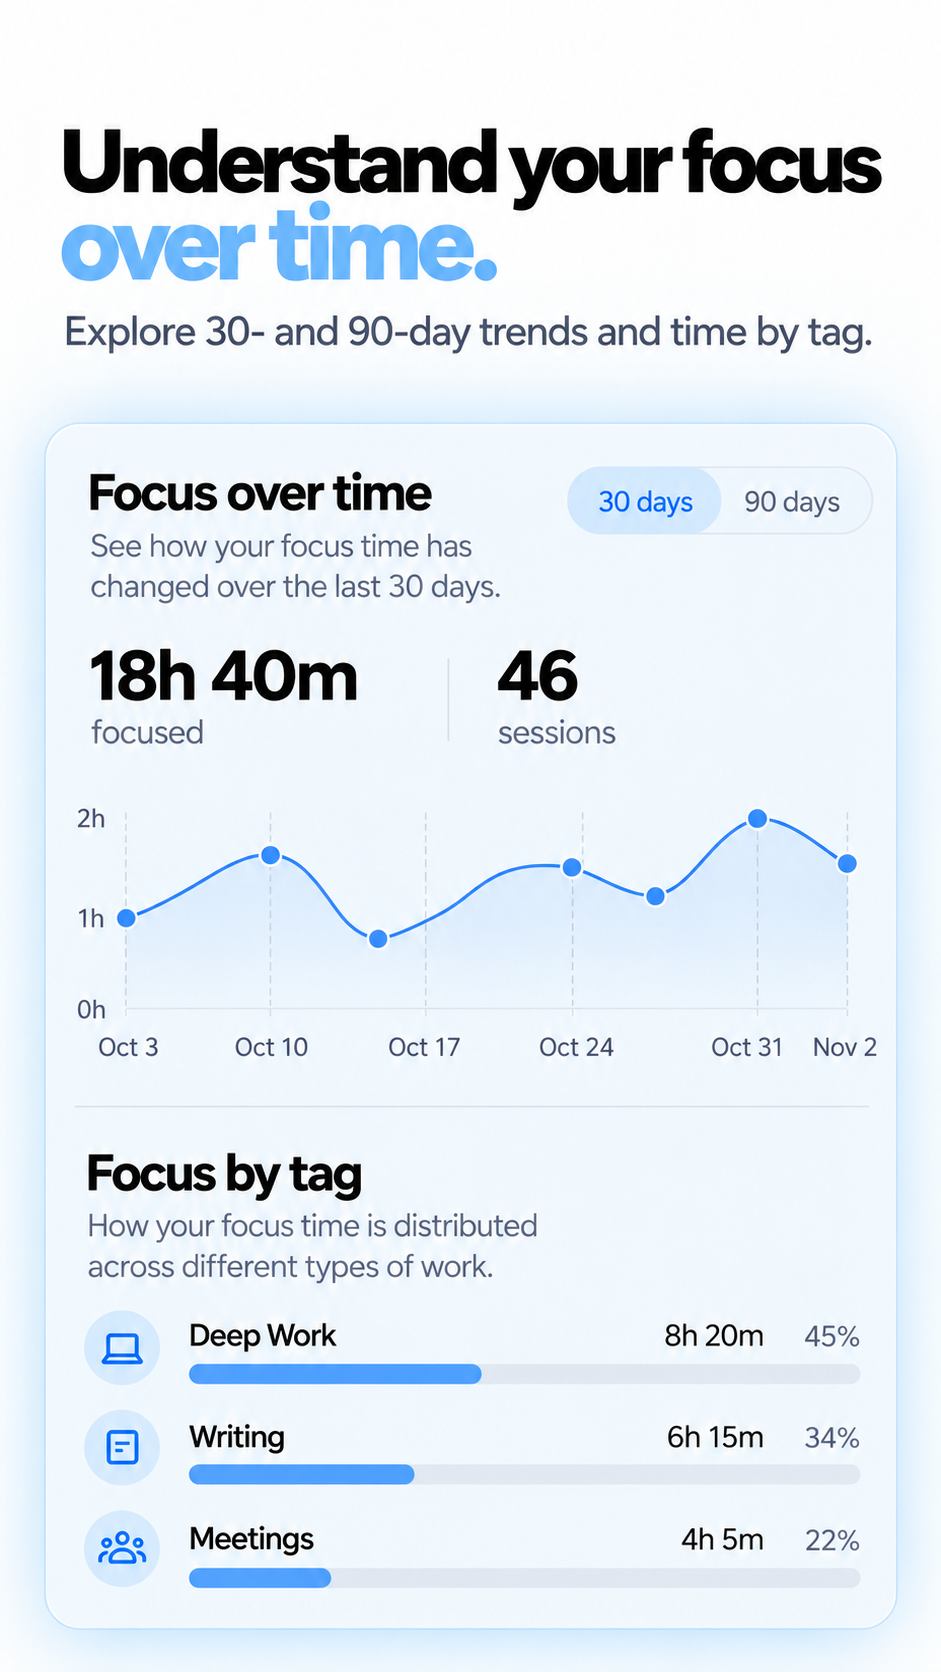 Understand your focus
over time.
Explore 30- and 90-day trends and time by tag.
Focus over time
30 days
90 days
See how your focus time has
changed over the last 30 days.
18h 40m
46
focused
sessions
2h
1h
0h
Oct 3
Oct 10
Oct 17
Oct 24
Oct 31
Nov 2
Focus by tag
How your focus time is distributed
across different types of work.
Deep Work
8h 20m
45%
Writing
6h 15m
34%
Meetings
4h 5m
22%